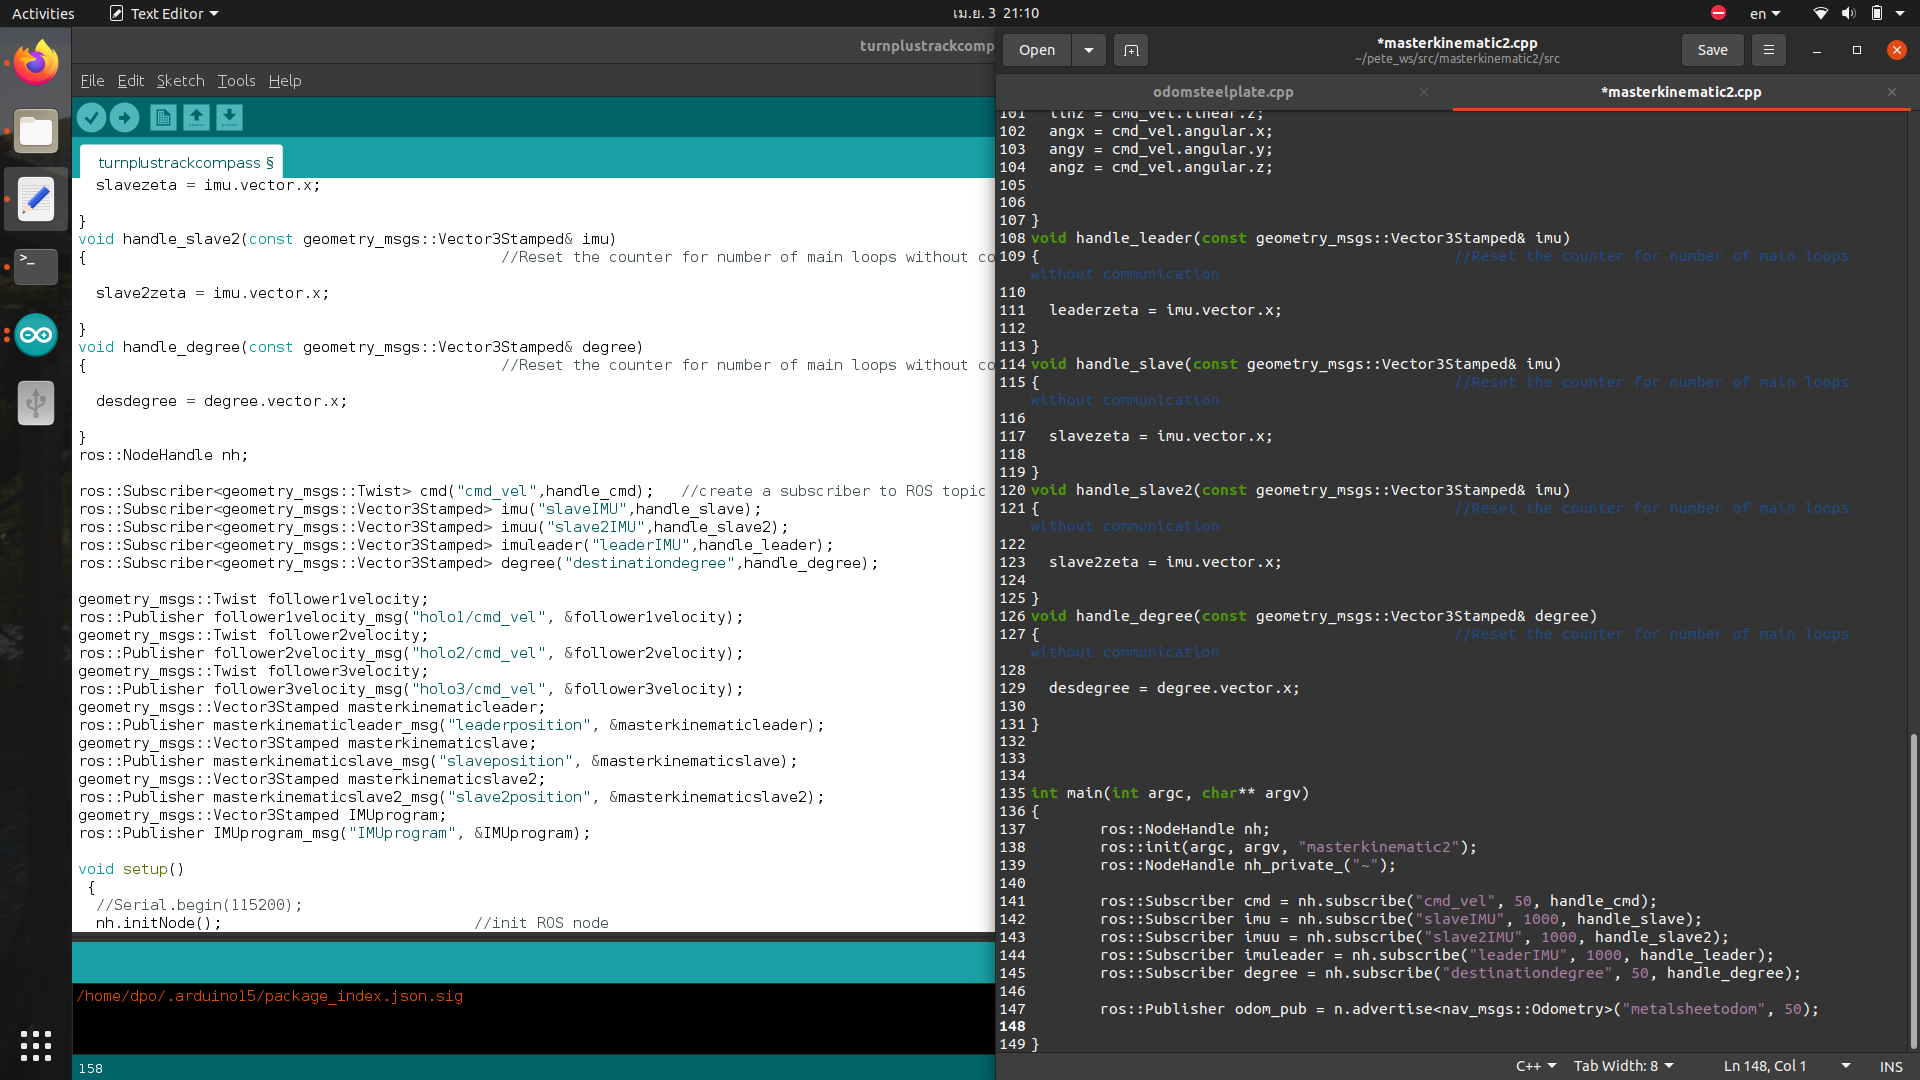 Activities
Text Editor
เม.ย. 3 21:10
en
turnplustrackcomp
File Edit Sketch Tools Help
turnplustrackcompass §
slavezeta = imu.vector.x;
}
void handle_slave2(const geometry_msgs::Vector3Stamped& imu)
{ //Reset the counter for number of main loops without co
slave2zeta = imu.vector.x;
}
void handle_degree(const geometry_msgs::Vector3Stamped& degree)
{ //Reset the counter for number of main loops without co
desdegree = degree.vector.x;
}
ros::NodeHandle nh;
ros::Subscriber<geometry_msgs::Twist> cmd("cmd_vel",handle_cmd); //create a subscriber to ROS topic
ros::Subscriber<geometry_msgs::Vector3Stamped> imu("slaveIMU",handle_slave);
ros::Subscriber<geometry_msgs::Vector3Stamped> imuu("slave2IMU",handle_slave2);
ros::Subscriber<geometry_msgs::Vector3Stamped> imuleader("leaderIMU",handle_leader);
ros::Subscriber<geometry_msgs::Vector3Stamped> degree("destinationdegree",handle_degree);
geometry_msgs::Twist follower1velocity;
ros::Publisher follower1velocity_msg("holo1/cmd_vel", &follower1velocity);
geometry_msgs::Twist follower2velocity;
ros::Publisher follower2velocity_msg("holo2/cmd_vel", &follower2velocity);
geometry_msgs::Twist follower3velocity;
ros::Publisher follower3velocity_msg("holo3/cmd_vel", &follower3velocity);
geometry_msgs::Vector3Stamped masterkinematicleader;
ros::Publisher masterkinematicleader_msg("leaderposition", &masterkinematicleader);
geometry_msgs::Vector3Stamped masterkinematicslave;
ros::Publisher masterkinematicslave_msg("slaveposition", &masterkinematicslave);
geometry_msgs::Vector3Stamped masterkinematicslave2;
ros::Publisher masterkinematicslave2_msg("slave2position", &masterkinematicslave2);
geometry_msgs::Vector3Stamped IMUprogram;
ros::Publisher IMUprogram_msg("IMUprogram", &IMUprogram);
void setup()
{
//Serial.begin(115200);
nh.initNode(); //init ROS node
/home/dpo/.arduino15/package_index.json.sig
158
Open
*masterkinematic2.cpp
~/pete_ws/src/masterkinematic2/src
Save
odomsteelplate.cpp
*masterkinematic2.cpp
101 linz = cmd_vel.linear.z;
102 angx = cmd_vel.angular.x;
103 angy = cmd_vel.angular.y;
104 angz = cmd_vel.angular.z;
105
106
107 }
108 void handle_leader(const geometry_msgs::Vector3Stamped& imu)
109 { //Reset the counter for number of main loops
without communication
110
111 leaderzeta = imu.vector.x;
112
113 }
114 void handle_slave(const geometry_msgs::Vector3Stamped& imu)
115 { //Reset the counter for number of main loops
without communication
116
117 slavezeta = imu.vector.x;
118
119 }
120 void handle_slave2(const geometry_msgs::Vector3Stamped& imu)
121 { //Reset the counter for number of main loops
without communication
122
123 slave2zeta = imu.vector.x;
124
125 }
126 void handle_degree(const geometry_msgs::Vector3Stamped& degree)
127 { //Reset the counter for number of main loops
without communication
128
129 desdegree = degree.vector.x;
130
131 }
132
133
134
135 int main(int argc, char** argv)
136 {
137 ros::NodeHandle nh;
138 ros::init(argc, argv, "masterkinematic2");
139 ros::NodeHandle nh_private_("~");
140
141 ros::Subscriber cmd = nh.subscribe("cmd_vel", 50, handle_cmd);
142 ros::Subscriber imu = nh.subscribe("slaveIMU", 1000, handle_slave);
143 ros::Subscriber imuu = nh.subscribe("slave2IMU", 1000, handle_slave2);
144 ros::Subscriber imuleader = nh.subscribe("leaderIMU", 1000, handle_leader);
145 ros::Subscriber degree = nh.subscribe("destinationdegree", 50, handle_degree);
146
147 ros::Publisher odom_pub = n.advertise<nav_msgs::Odometry>("metalsheetodom", 50);
148
149 }
C++ Tab Width: 8 Ln 148, Col 1 INS